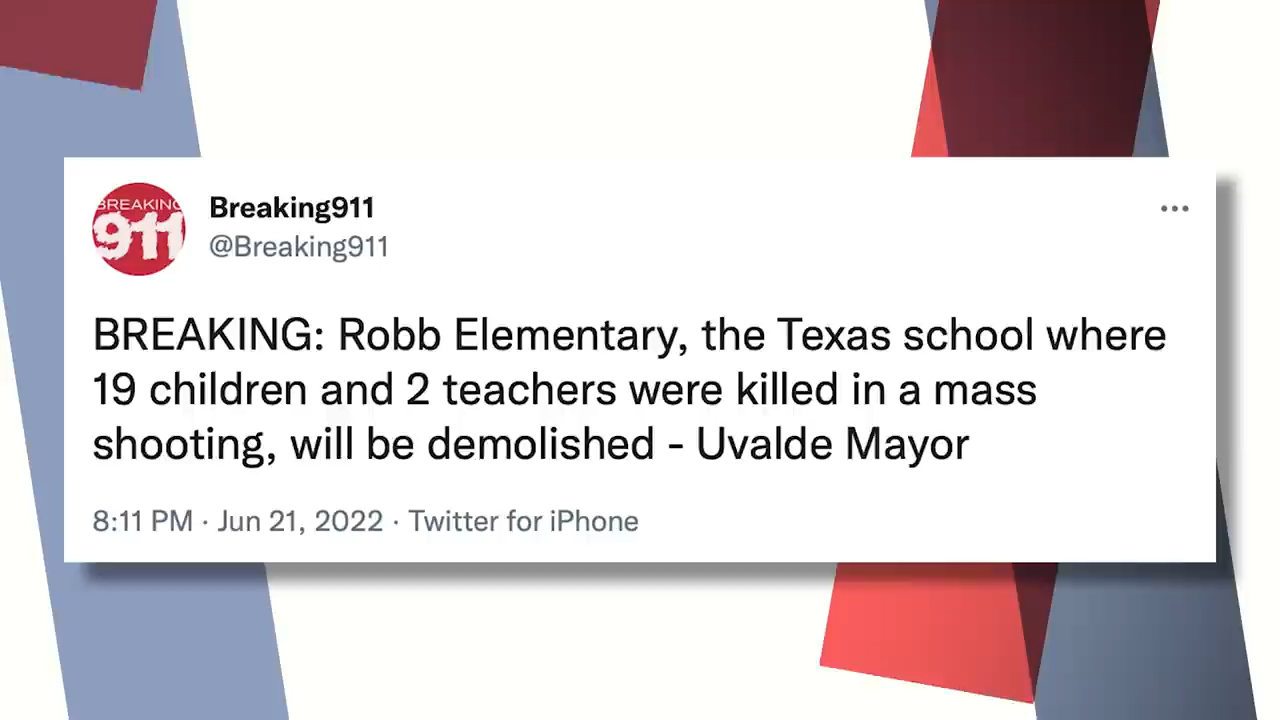 BREAKING
911
Breaking911
@Breaking911
BREAKING: Robb Elementary, the Texas school where
19 children and 2 teachers were killed in a mass
shooting, will be demolished - Uvalde Mayor
8:11 PM · Jun 21, 2022 · Twitter for iPhone